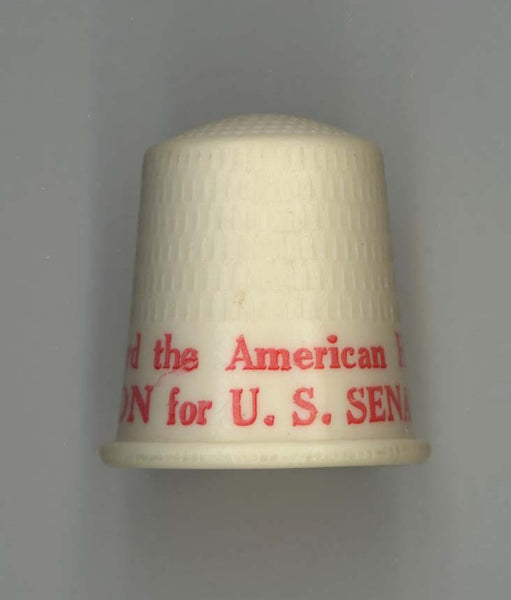 the American
ON for U. S. SENA